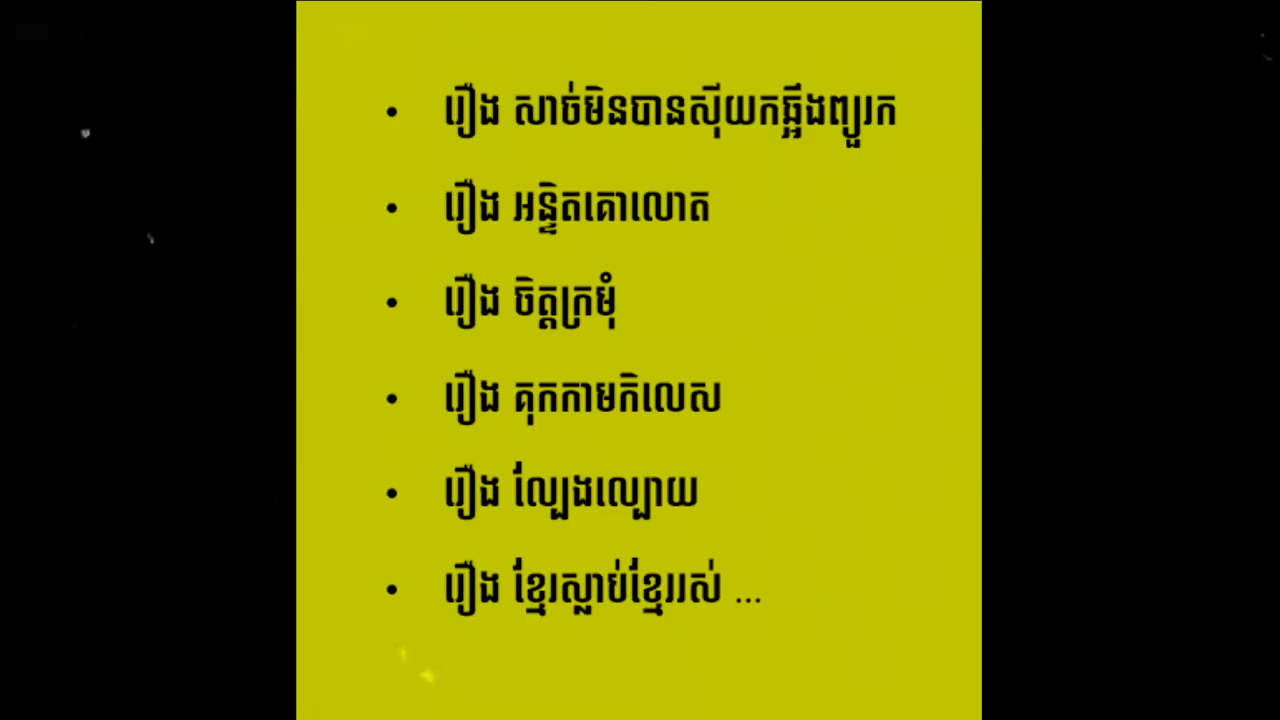 • រឿង សាច់មិនបានស៊ីយកឆ្អឹងព្យួរក
• រឿង អន្ទិតគោលោត
• រឿង ចិត្តក្រមុំ
• រឿង គុកកាមកិលេស
• រឿង ល្បែងល្បោយ
• រឿង ខ្មែរស្លាប់ខ្មែររស់ ...